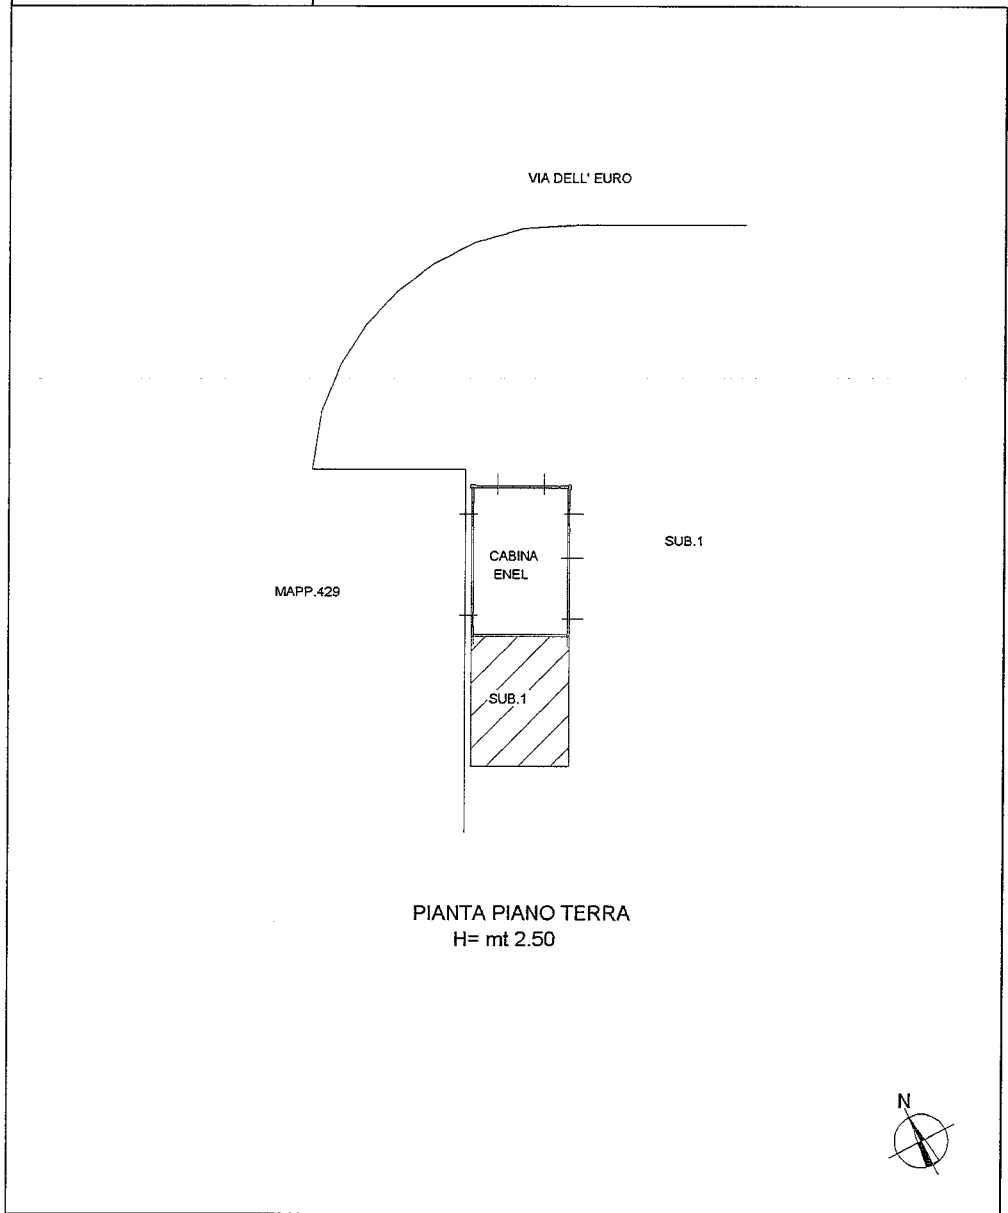 VIA DELL' EURO
CABINA
ENEL
SUB.1
MAPP.429
SUB.1
PIANTA PIANO TERRA
H= mt 2.50
N